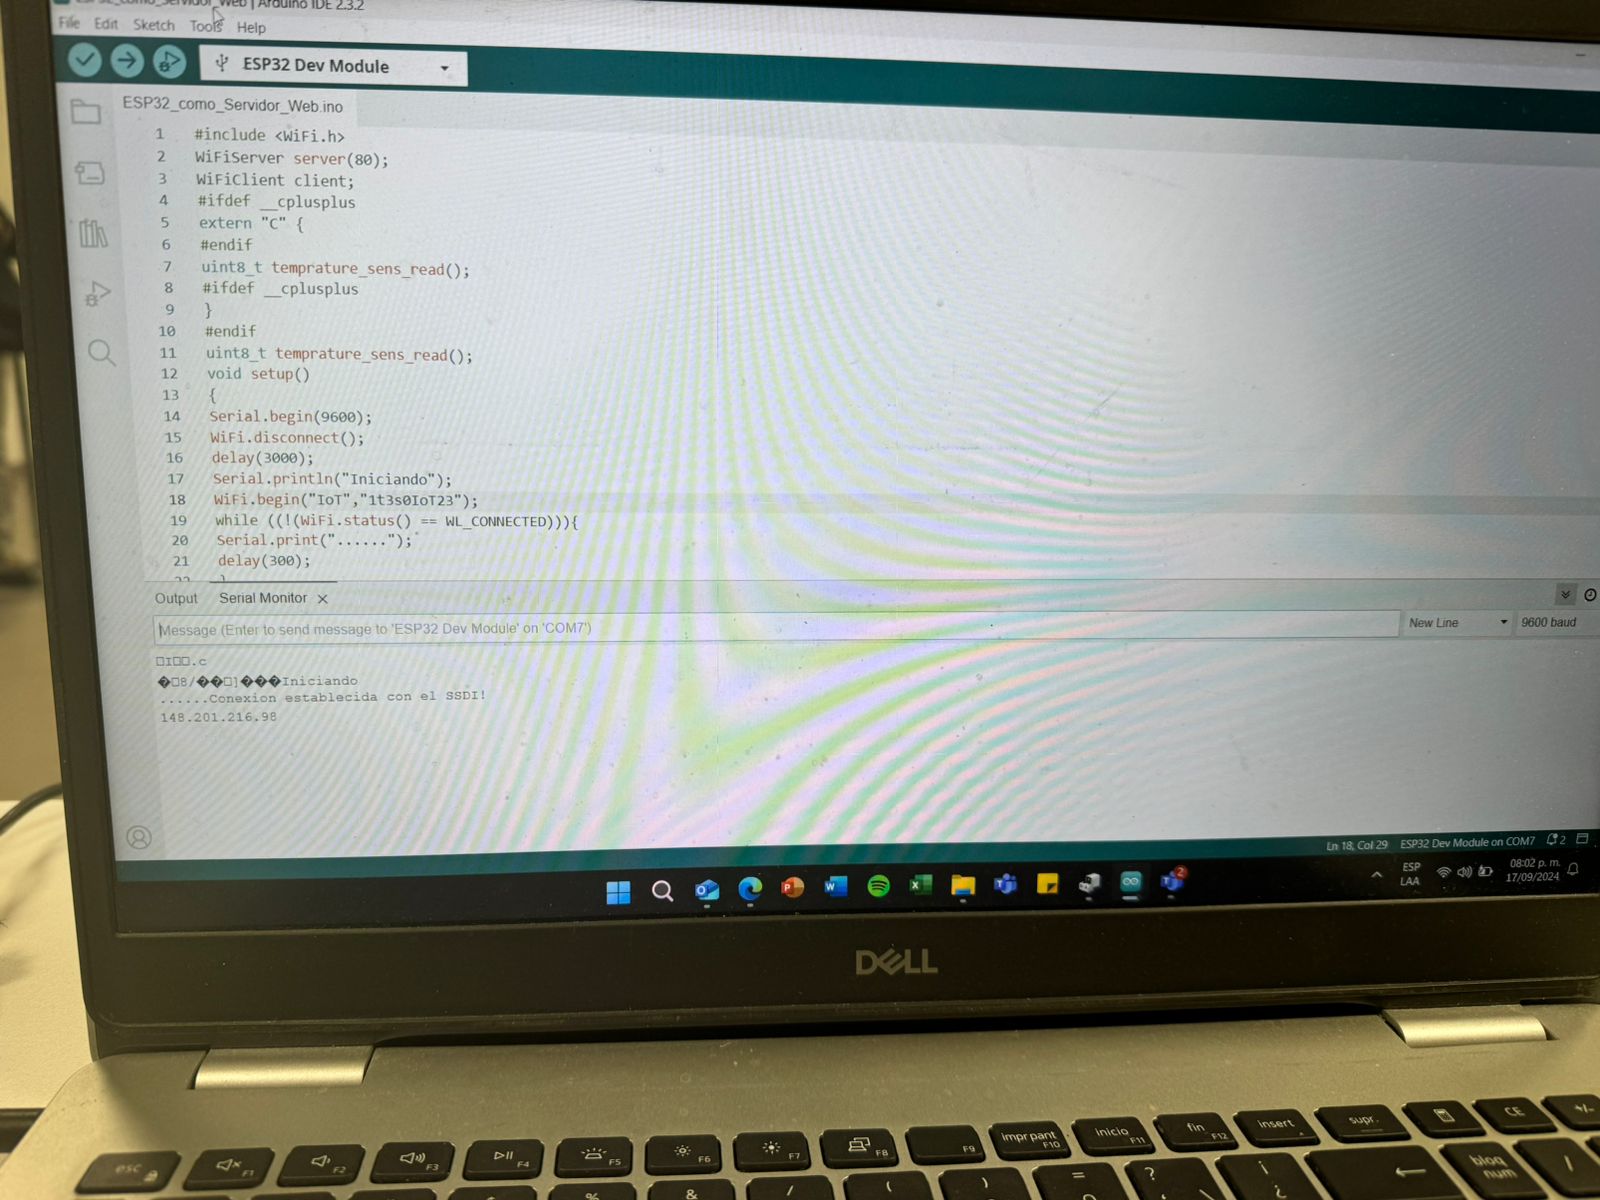 ESP32_como_Servidor_Web | Arduino IDE 2.3.2
File Edit Sketch Tools Help
ESP32 Dev Module
ESP32_como_Servidor_Web.ino
1 #include <WiFi.h>
2 WiFiServer server(80);
3 WiFiClient client;
4 #ifdef __cplusplus
5 extern "C" {
6 #endif
7 uint8_t temprature_sens_read();
8 #ifdef __cplusplus
9 }
10 #endif
11 uint8_t temprature_sens_read();
12 void setup()
13 {
14 Serial.begin(9600);
15 WiFi.disconnect();
16 delay(3000);
17 Serial.println("Iniciando");
18 WiFi.begin("IoT","1t3s0IoT23");
19 while ((!(WiFi.status() == WL_CONNECTED))){
20 Serial.print("......");
21 delay(300);
22 }
Output Serial Monitor
Message (Enter to send message to 'ESP32 Dev Module' on 'COM7')
New Line
9600 baud
□I□□.c
�□8/��□]���Iniciando
......Conexion establecida con el SSDI!
148.201.216.98
Ln 18, Col 29 ESP32 Dev Module on COM7 2
ESP
LAA
08:02 p. m.
17/09/2024
DELL
esc F1 F2 F3 F4 F5 F6 F7 F8 F9 impr pant F10 inicio F11 fin F12 insert supr CE +/-
% & / ( ) = ? ¡ ¿ bloq num /